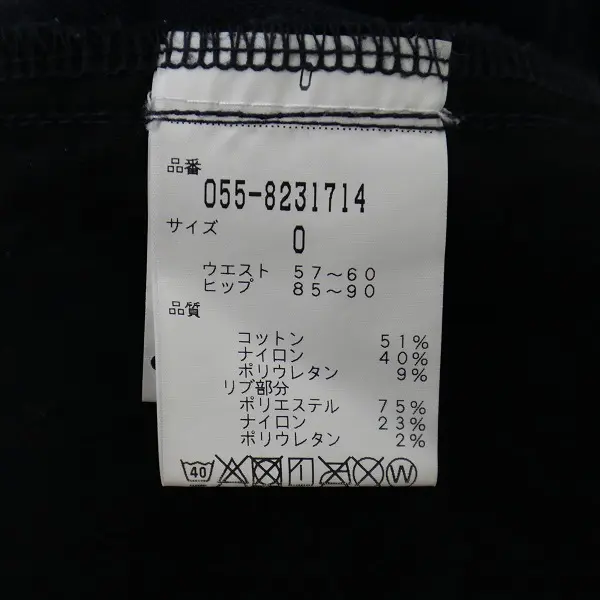 品番
055-8231714
サイズ
0
ウエスト 57～60
ヒップ 85～90
品質
コットン 51%
ナイロン 40%
ポリウレタン 9%
リブ部分
ポリエステル 75%
ナイロン 23%
ポリウレタン 2%
40 W